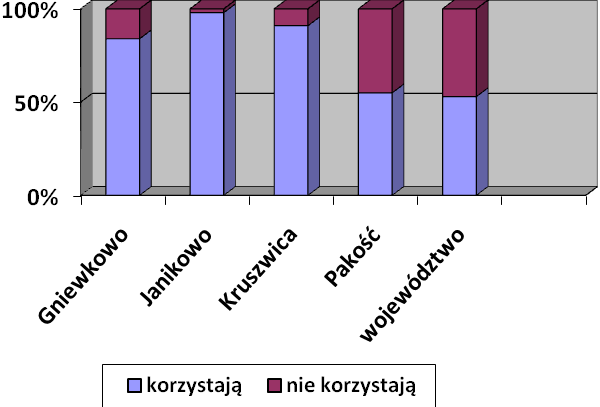 100%
50%
0%
Gniewkowo
Janikowo
Kruszwica
Pakość
województwo
korzystają
nie korzystają